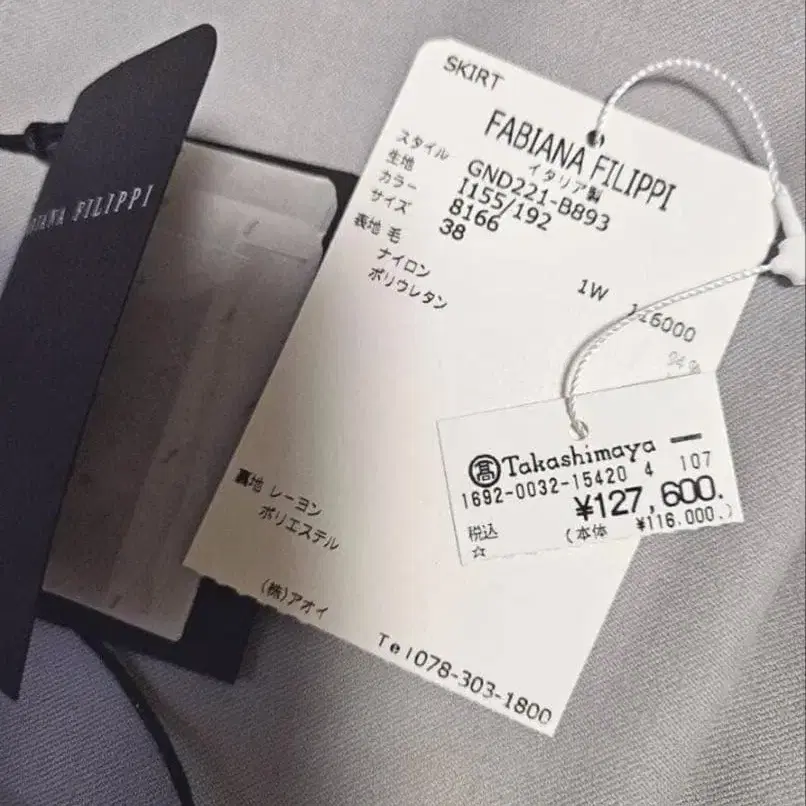 FILIPPI
SKIRT
FABIANA FILIPPI
イタリア製
スタイル GND221-B893
生地 I155/192
カラー 8166
サイズ 38
表地 毛
ナイロン
ポリウレタン
1W 116000
裏地 レーヨン
ポリエステル
(株)アオイ
Tel078-303-1800
髙 Takashimaya
1692-0032-15420 4 107
¥127,600.
税込 (本体 ¥116.000.)
☆